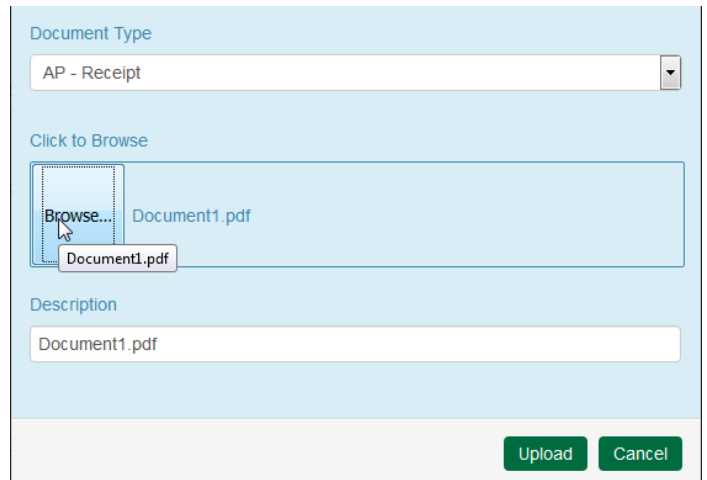 Document Type
AP - Receipt
Click to Browse
Browse... Document1.pdf
Document1.pdf
Description
Document1.pdf
Upload Cancel